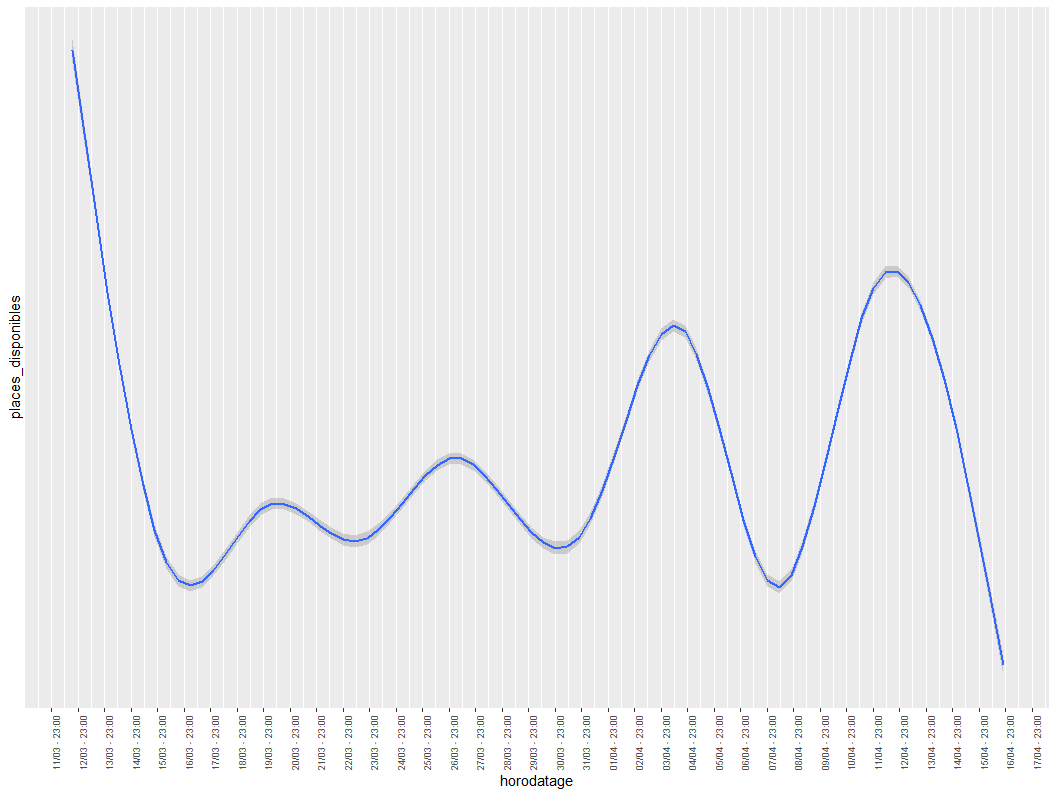 places_disponibles
11/03 - 23:00
12/03 - 23:00
13/03 - 23:00
14/03 - 23:00
15/03 - 23:00
16/03 - 23:00
17/03 - 23:00
18/03 - 23:00
19/03 - 23:00
20/03 - 23:00
21/03 - 23:00
22/03 - 23:00
23/03 - 23:00
24/03 - 23:00
25/03 - 23:00
26/03 - 23:00
27/03 - 23:00
28/03 - 23:00
29/03 - 23:00
30/03 - 23:00
31/03 - 23:00
01/04 - 23:00
02/04 - 23:00
03/04 - 23:00
04/04 - 23:00
05/04 - 23:00
06/04 - 23:00
07/04 - 23:00
08/04 - 23:00
09/04 - 23:00
10/04 - 23:00
11/04 - 23:00
12/04 - 23:00
13/04 - 23:00
14/04 - 23:00
15/04 - 23:00
16/04 - 23:00
17/04 - 23:00
horodatage